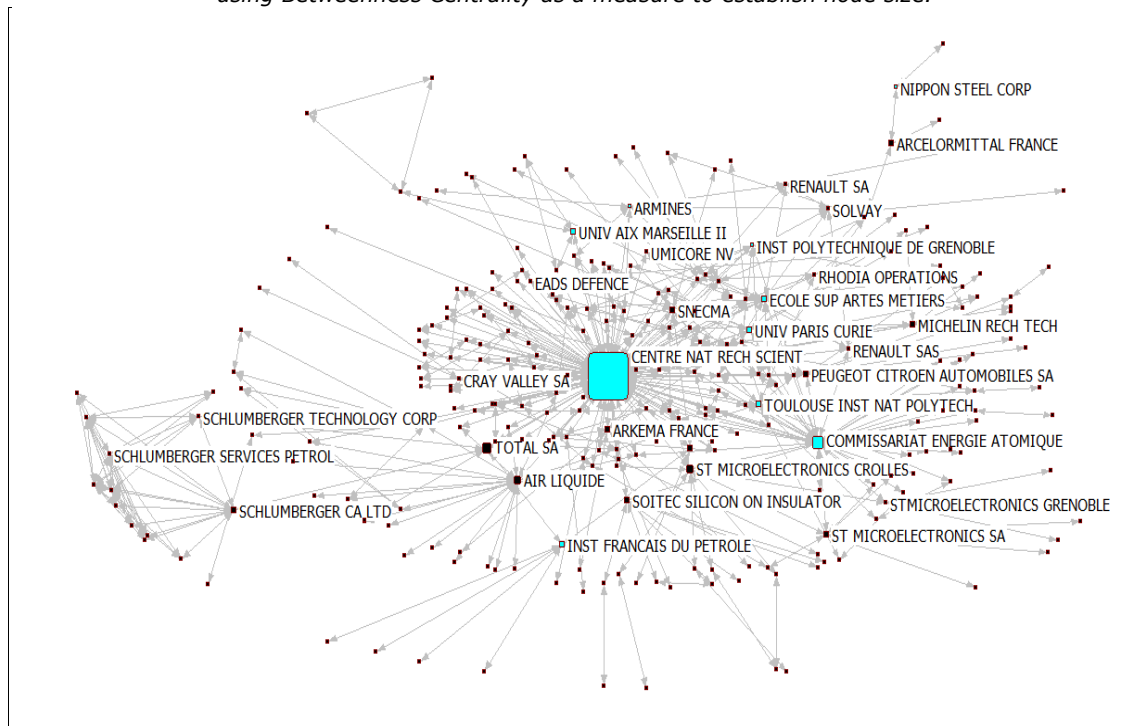 using Betweenness Centrality as a measure to establish node size.
NIPPON STEEL CORP
ARCELORMITTAL FRANCE
RENAULT SA
ARMINES
SOLVAY
UNIV AIX MARSEILLE II
INST POLYTECHNIQUE DE GRENOBLE
UMICORE NV
RHODIA OPERATIONS
EADS DEFENCE
ECOLE SUP ARTES METIERS
SNECMA
MICHELIN RECH TECH
UNIV PARIS CURIE
RENAULT SAS
CENTRE NAT RECH SCIENT
PEUGEOT CITROEN AUTOMOBILES SA
CRAY VALLEY SA
TOULOUSE INST NAT POLYTECH
SCHLUMBERGER TECHNOLOGY CORP
ARKEMA FRANCE
COMMISSARIAT ENERGIE ATOMIQUE
TOTAL SA
SCHLUMBERGER SERVICES PETROL
ST MICROELECTRONICS CROLLES
AIR LIQUIDE
SOITEC SILICON ON INSULATOR
STMICROELECTRONICS GRENOBLE
SCHLUMBERGER CA LTD
ST MICROELECTRONICS SA
INST FRANCAIS DU PETROLE